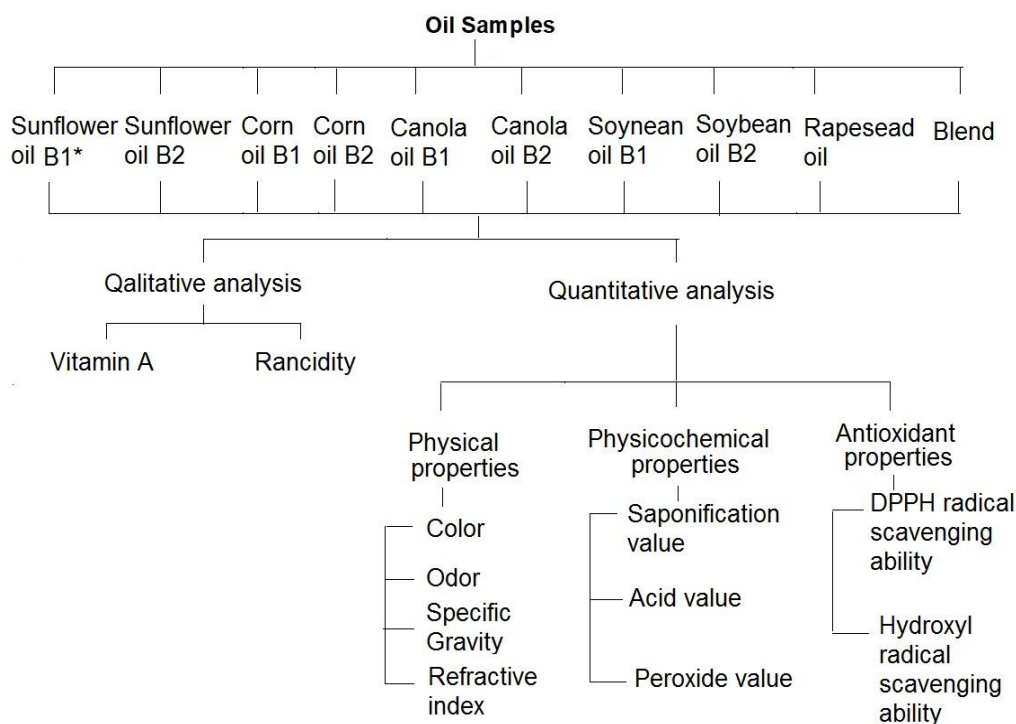 Oil Samples
Sunflower
oil B1*
Sunflower
oil B2
Corn
oil B1
Corn
oil B2
Canola
oil B1
Canola
oil B2
Soynean
oil B1
Soybean
oil B2
Rapesead
oil
Blend
Qalitative analysis
Quantitative analysis
Vitamin A
Rancidity
Physical
properties
Color
Odor
Specific
Gravity
Refractive
index
Physicochemical
properties
Saponification
value
Acid value
Peroxide value
Antioxidant
properties
DPPH radical
scavenging
ability
Hydroxyl
radical
scavenging
ability